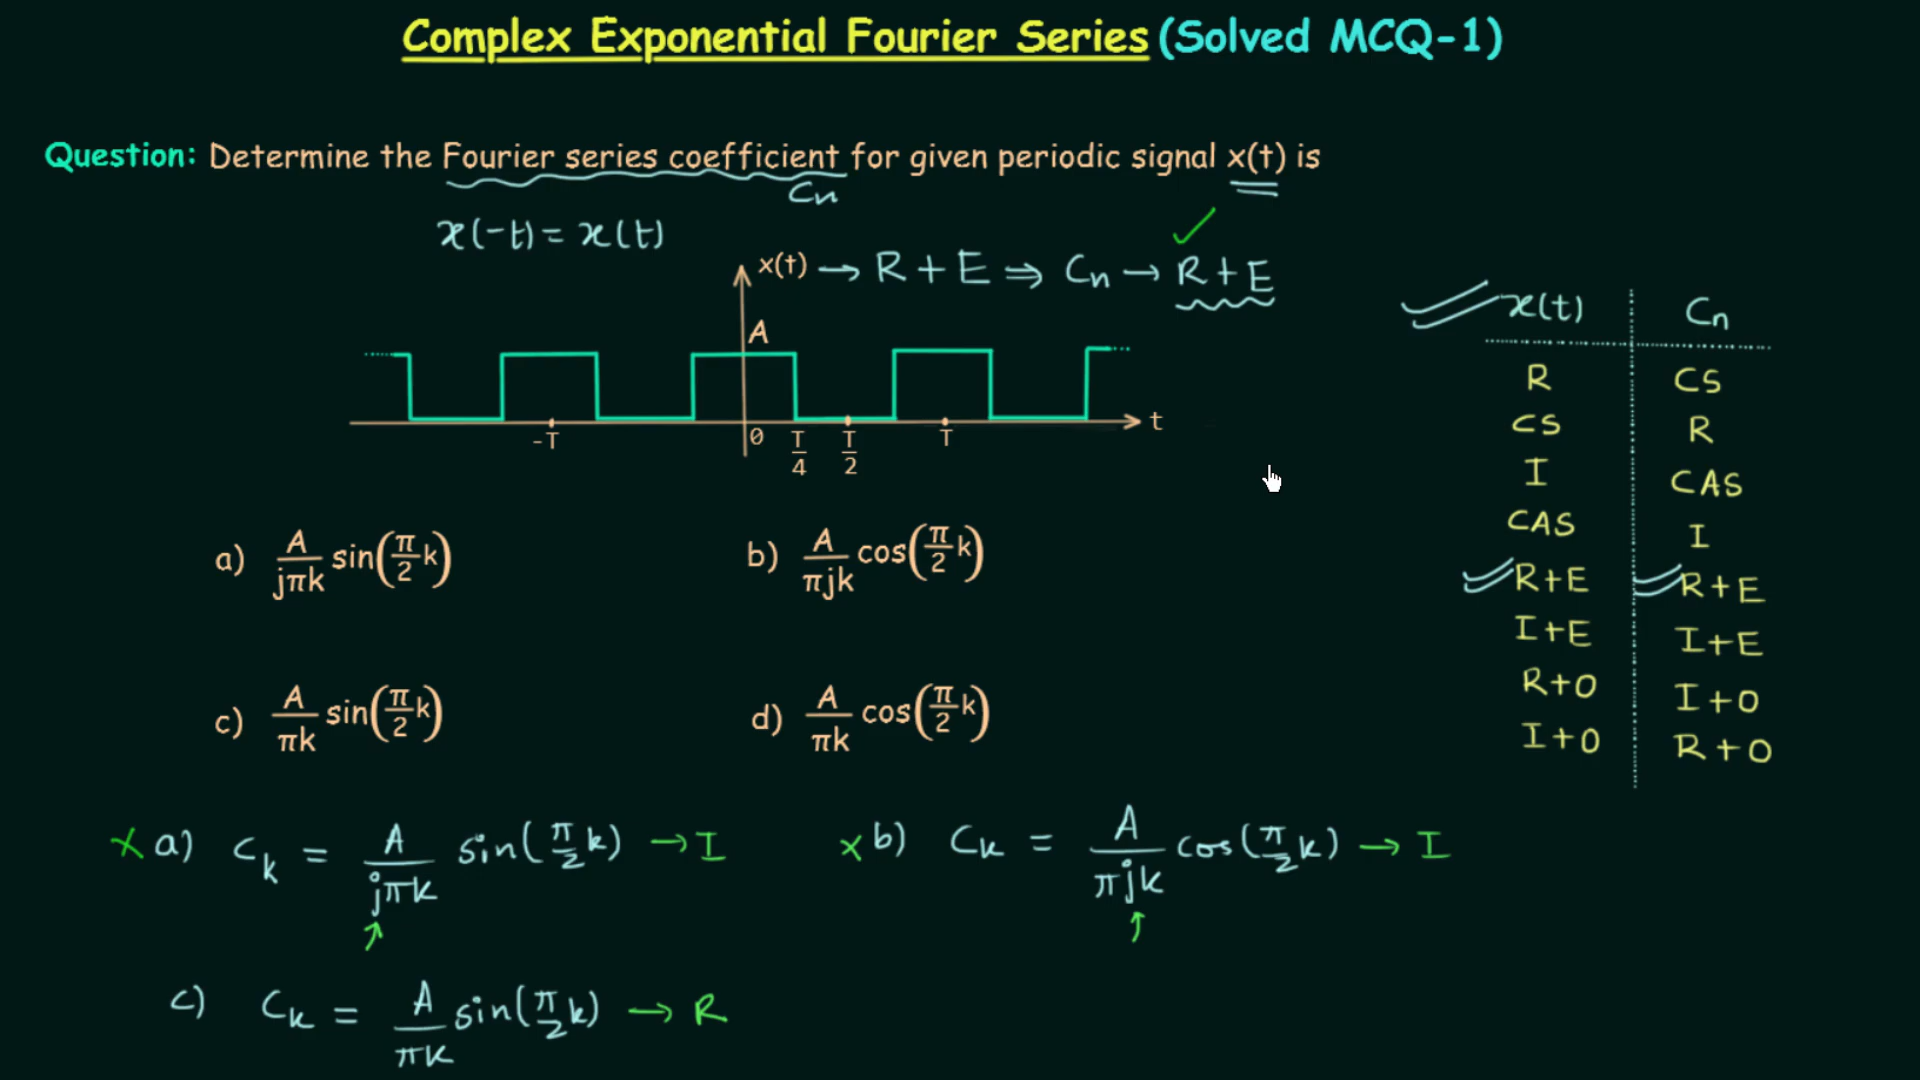 Complex Exponential Fourier Series (Solved MCQ-1)
Question: Determine the Fourier series coefficient for given periodic signal x(t) is
Cn
x(-t) = x(t)
x(t) → R + E ⇒ Cn → R + E
A
-T 0 T/4 T/2 T t
a) A/jπk sin(π/2 k)
b) A/πjk cos(π/2 k)
c) A/πk sin(π/2 k)
d) A/πk cos(π/2 k)
x(t) Cn
R CS
CS R
I CAS
CAS I
R+E R+E
I+E I+E
R+O I+O
I+O R+O
x a) Ck = A/jπk sin(π/2 k) → I
x b) Ck = A/πjk cos(π/2 k) → I
c) Ck = A/πk sin(π/2 k) → R